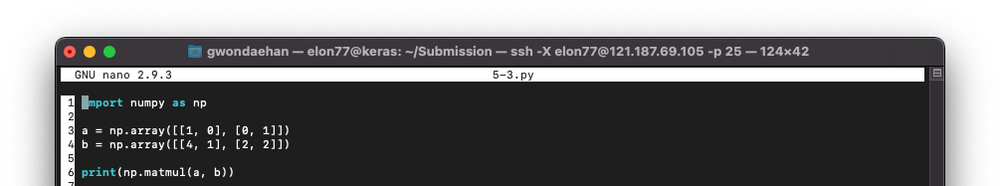 gwondaehan — elon77@keras: ~/Submission — ssh -X elon77@121.187.69.105 -p 25 — 124×42
GNU nano 2.9.3 5-3.py
1 import numpy as np
2
3 a = np.array([[1, 0], [0, 1]])
4 b = np.array([[4, 1], [2, 2]])
5
6 print(np.matmul(a, b))
7